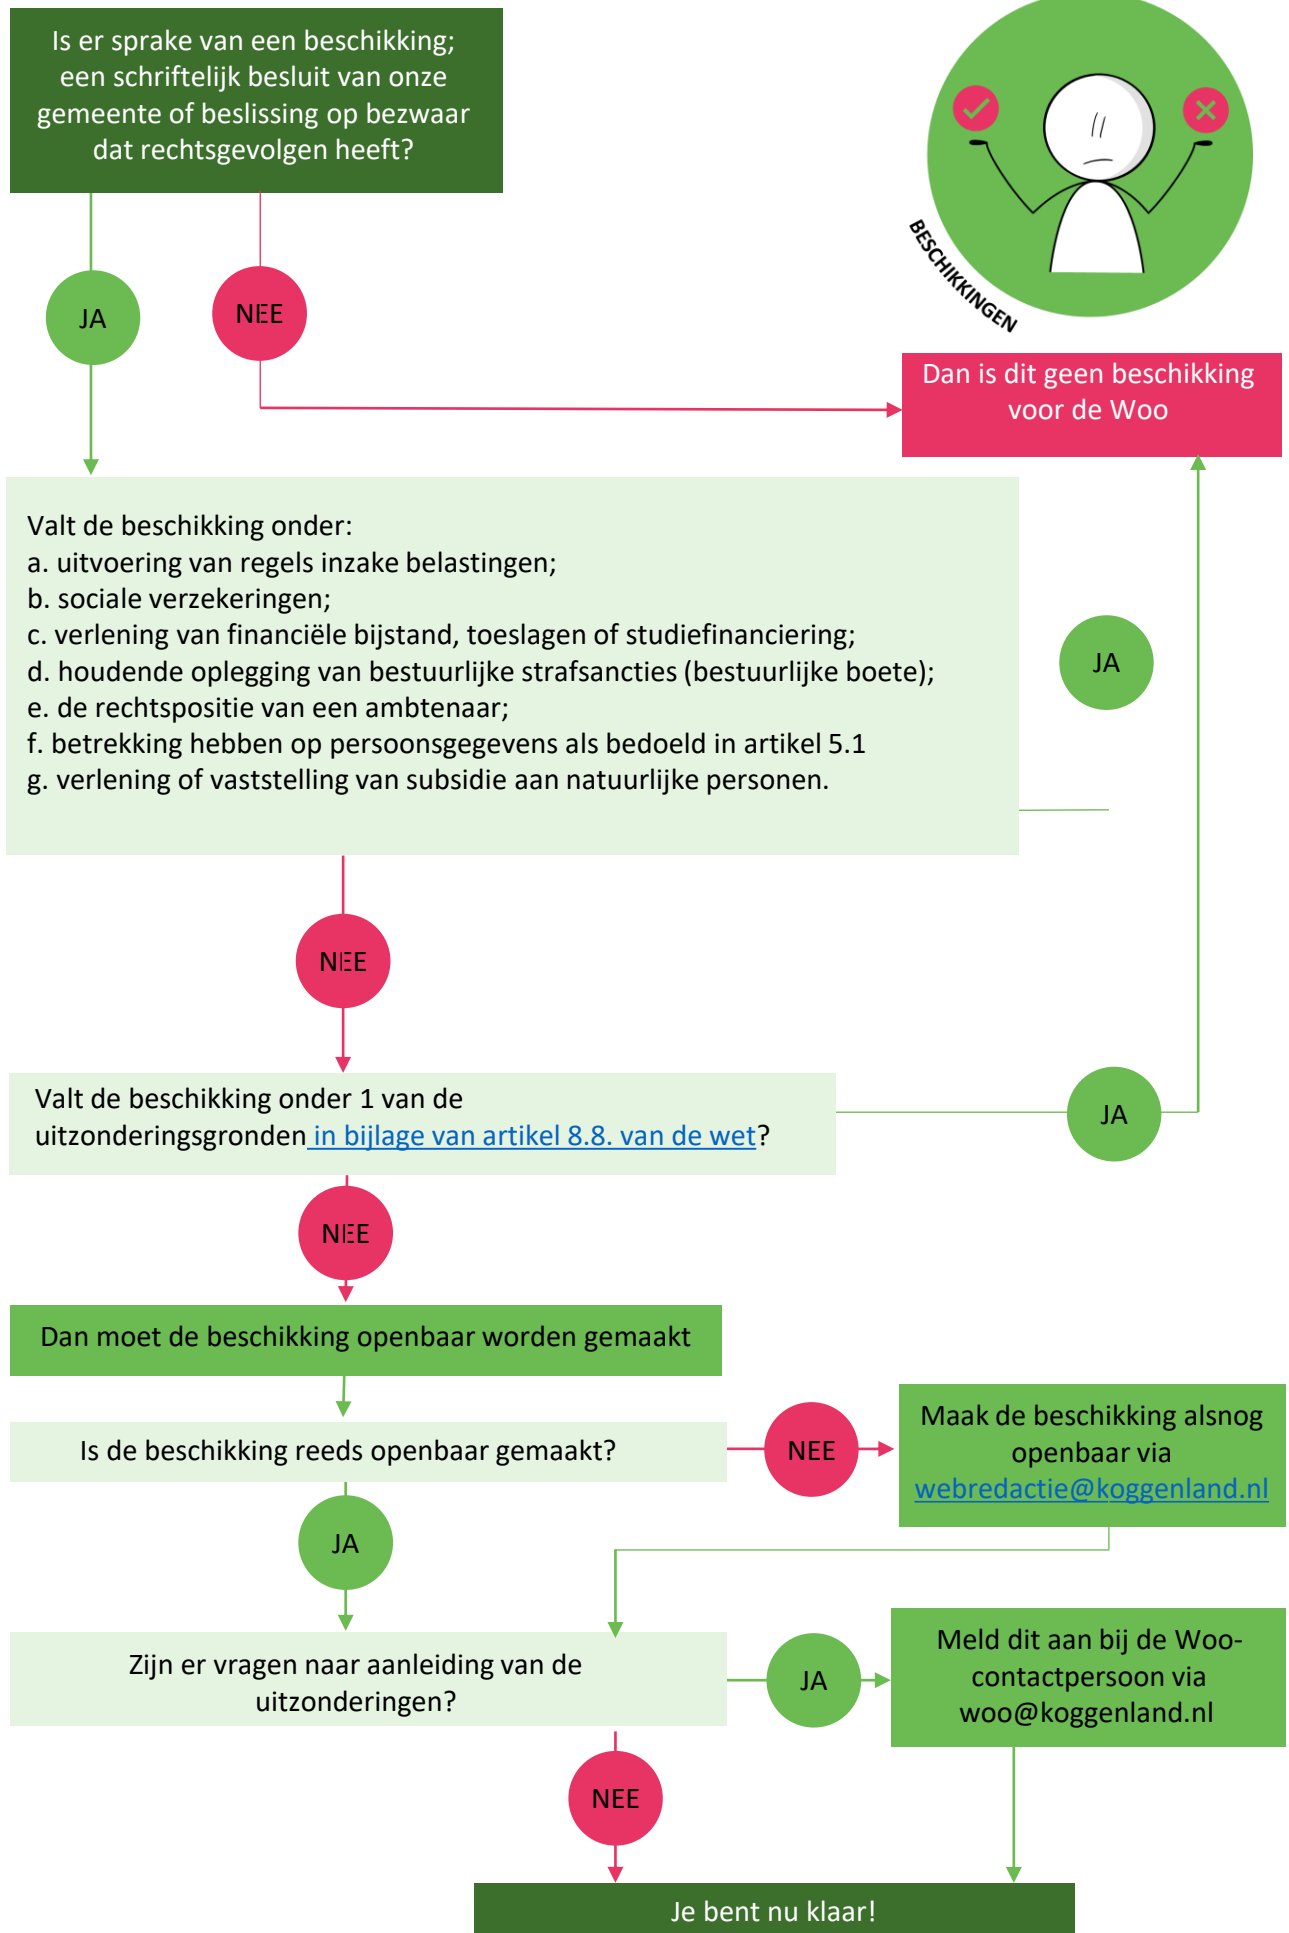 Is er sprake van een beschikking;
een schriftelijk besluit van onze
gemeente of beslissing op bezwaar
dat rechtsgevolgen heeft?
BESCHIKKINGEN
JA
NEE
Dan is dit geen beschikking
voor de Woo
Valt de beschikking onder:
a. uitvoering van regels inzake belastingen;
b. sociale verzekeringen;
c. verlening van financiële bijstand, toeslagen of studiefinanciering;
d. houdende oplegging van bestuurlijke strafsancties (bestuurlijke boete);
e. de rechtspositie van een ambtenaar;
f. betrekking hebben op persoonsgegevens als bedoeld in artikel 5.1
g. verlening of vaststelling van subsidie aan natuurlijke personen.
JA
NEE
Valt de beschikking onder 1 van de
uitzonderingsgronden in bijlage van artikel 8.8. van de wet?
JA
NEE
Dan moet de beschikking openbaar worden gemaakt
Is de beschikking reeds openbaar gemaakt?
NEE
Maak de beschikking alsnog
openbaar via
webredactie@koggenland.nl
JA
Zijn er vragen naar aanleiding van de
uitzonderingen?
JA
Meld dit aan bij de Woo-
contactpersoon via
woo@koggenland.nl
NEE
Je bent nu klaar!